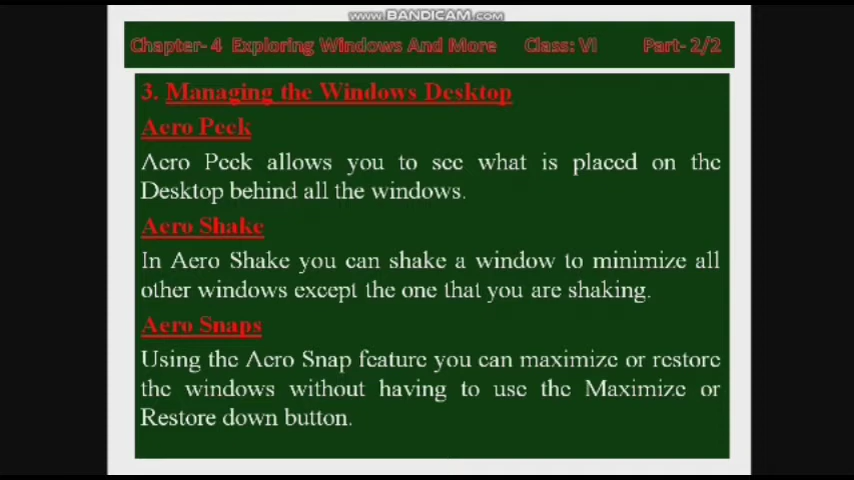 www.BANDICAM.com
Chapter- 4 Exploring Windows And More Class: VI Part- 2/2
3. Managing the Windows Desktop
Aero Peek
Aero Peek allows you to see what is placed on the
Desktop behind all the windows.
Aero Shake
In Aero Shake you can shake a window to minimize all
other windows except the one that you are shaking.
Aero Snaps
Using the Aero Snap feature you can maximize or restore
the windows without having to use the Maximize or
Restore down button.